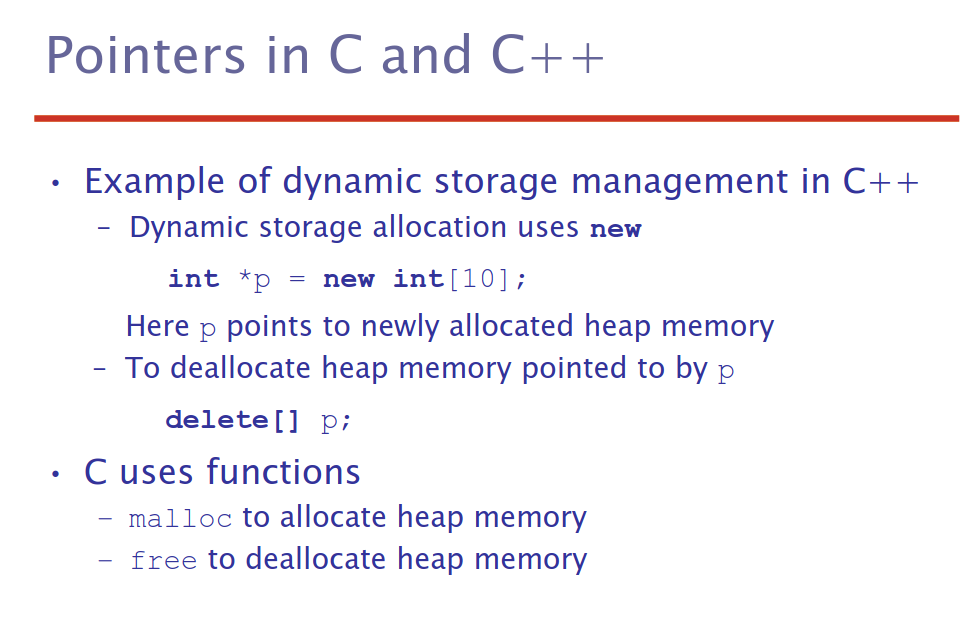 Pointers in C and C++
• Example of dynamic storage management in C++
– Dynamic storage allocation uses new
int *p = new int[10];
Here p points to newly allocated heap memory
– To deallocate heap memory pointed to by p
delete[] p;
• C uses functions
– malloc to allocate heap memory
– free to deallocate heap memory